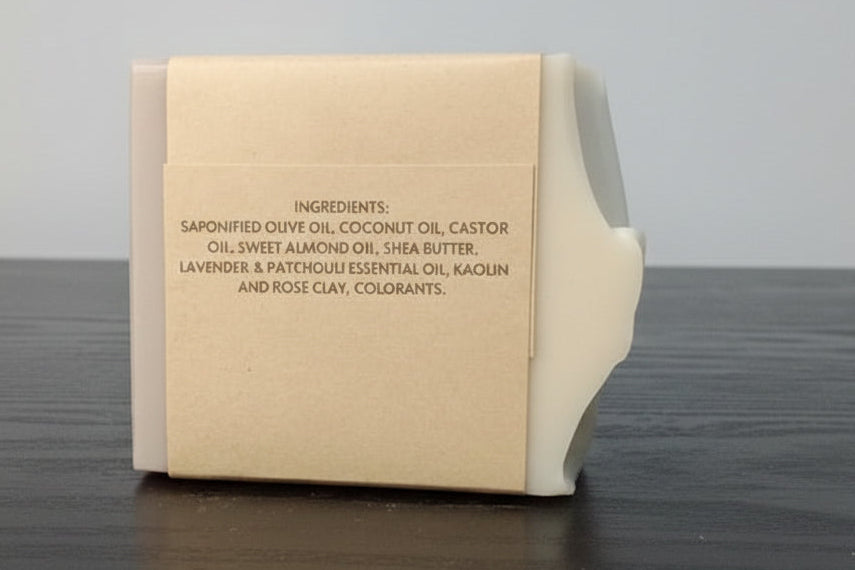 INGREDIENTS:
SAPONIFIED OLIVE OIL, COCONUT OIL, CASTOR
OIL, SWEET ALMOND OIL, SHEA BUTTER,
LAVENDER & PATCHOULI ESSENTIAL OIL, KAOLIN
AND ROSE CLAY, COLORANTS.